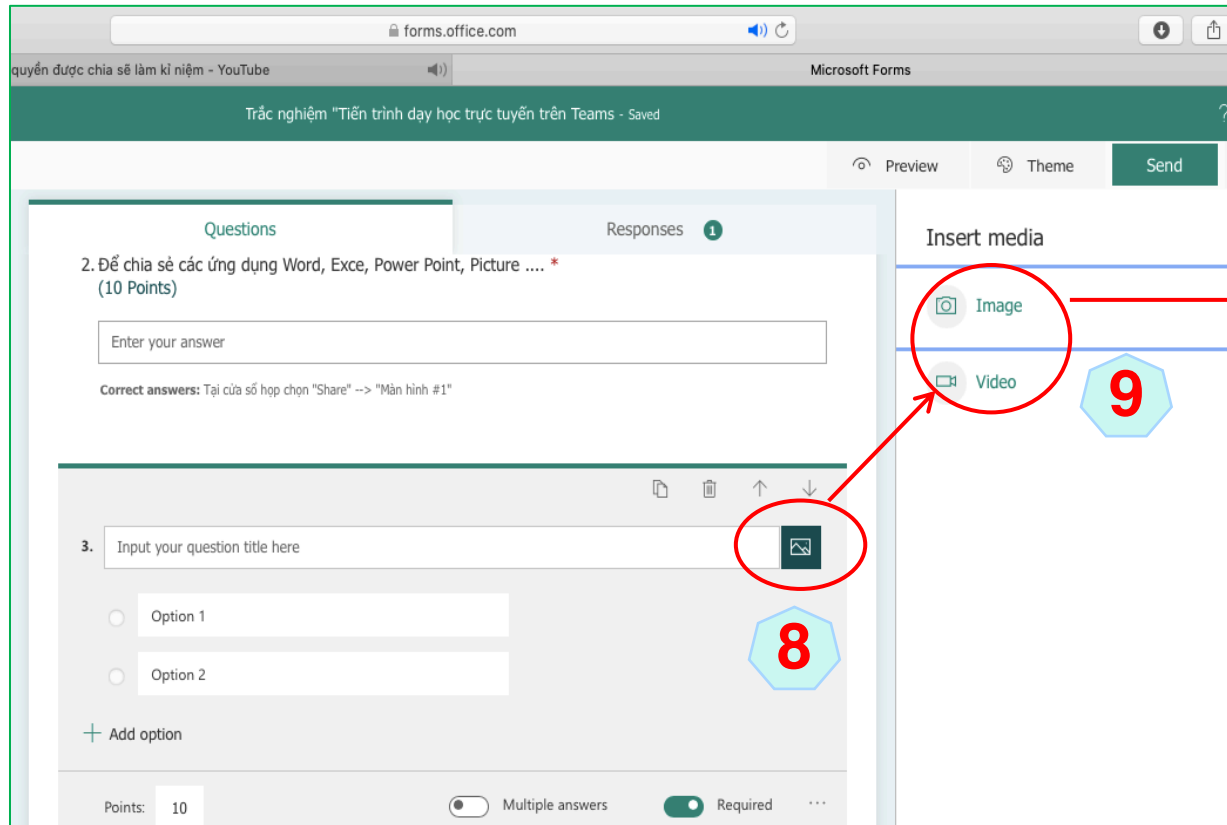 forms.office.com
quyền được chia sẽ làm kỉ niệm - YouTube
Microsoft Forms
Trắc nghiệm "Tiến trình dạy học trực tuyến trên Teams - Saved
?
Preview
Theme
Send
Questions
Responses 1
Insert media
2. Để chia sẻ các ứng dụng Word, Exce, Power Point, Picture .... *
(10 Points)
Image
Enter your answer
Video
9
Correct answers: Tại cửa sổ họp chọn "Share" --> "Màn hình #1"
3. Input your question title here
Option 1
8
Option 2
Add option
Points: 10
Multiple answers
Required
...